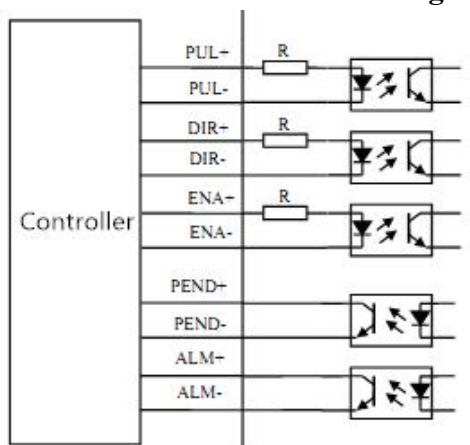 g
PUL+
R
PUL-
DIR+
R
DIR-
ENA+
R
Controller
ENA-
PEND+
PEND-
ALM+
ALM-